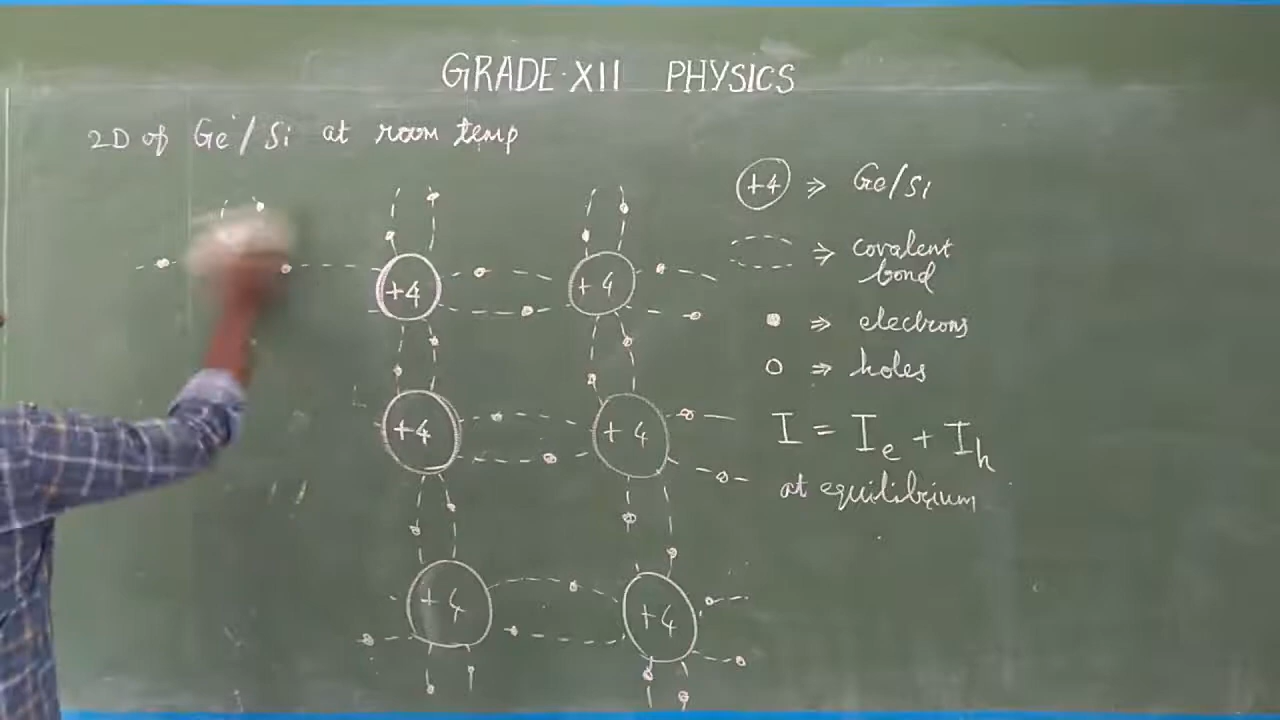 GRADE-XII PHYSICS
2D of Ge/Si at room temp
+4 ⇒ Ge/Si
⇒ covalent
bond
⇒ electrons
⇒ holes
I = Ie + Ih
at equilibrium
+4 +4
+4 +4
+4 +4